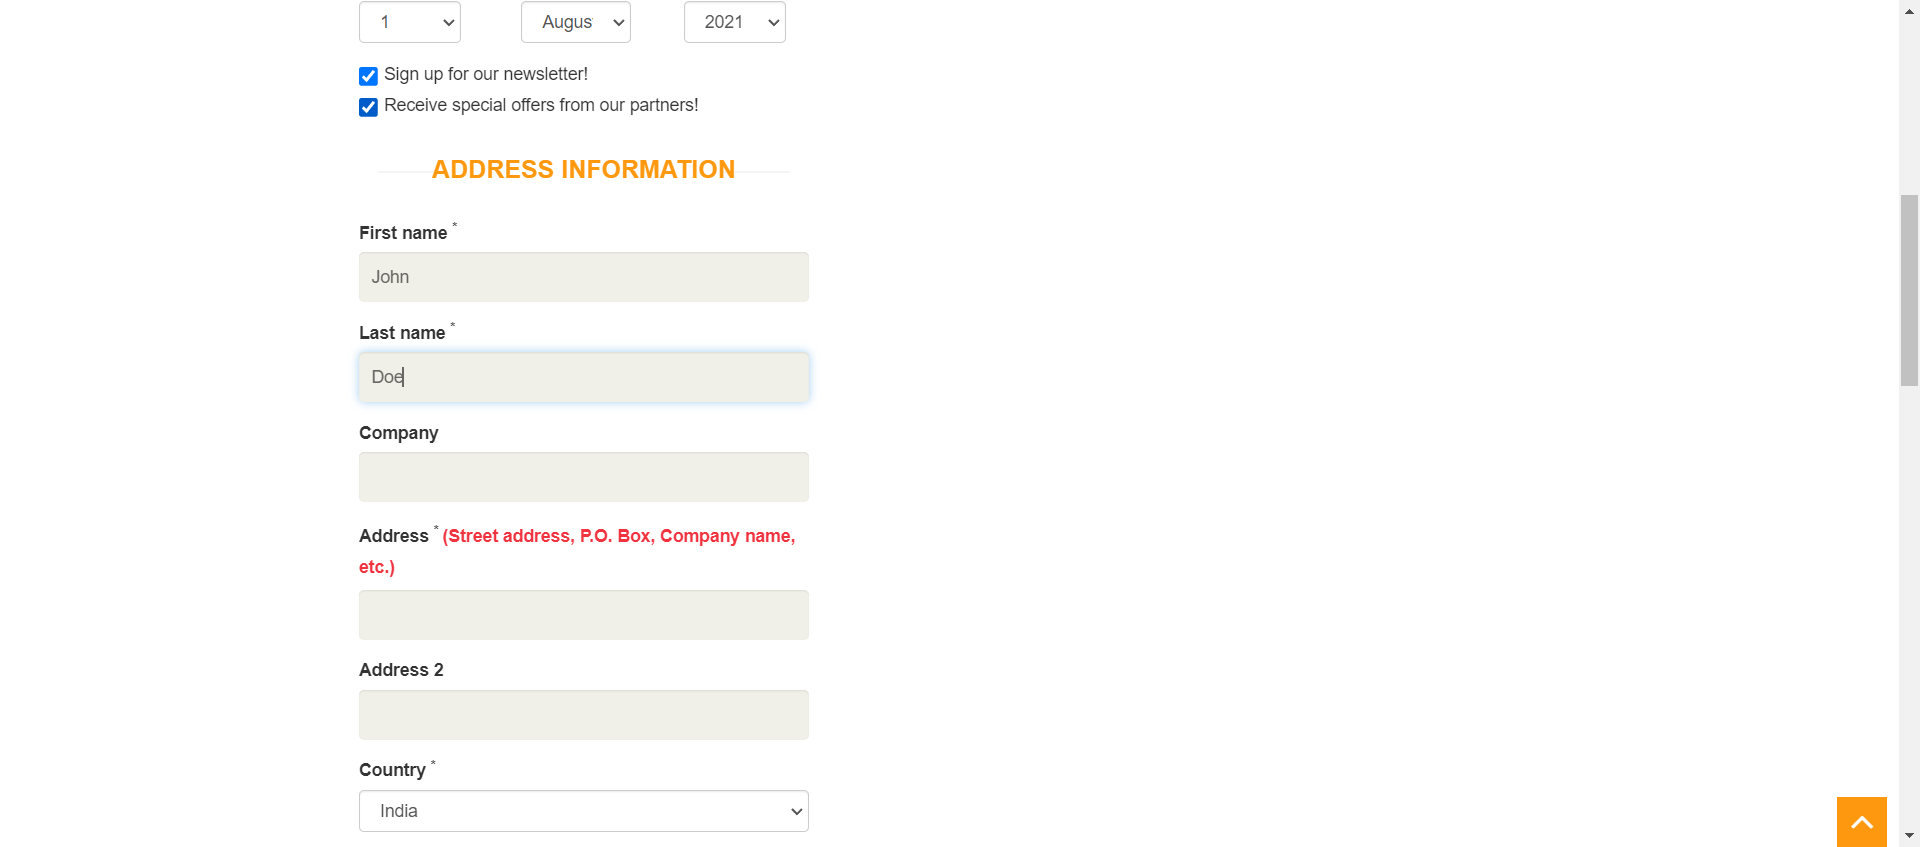 1 Augus 2021
Sign up for our newsletter!
Receive special offers from our partners!
ADDRESS INFORMATION
First name *
John
Last name *
Doe
Company
Address * (Street address, P.O. Box, Company name,
etc.)
Address 2
Country *
India